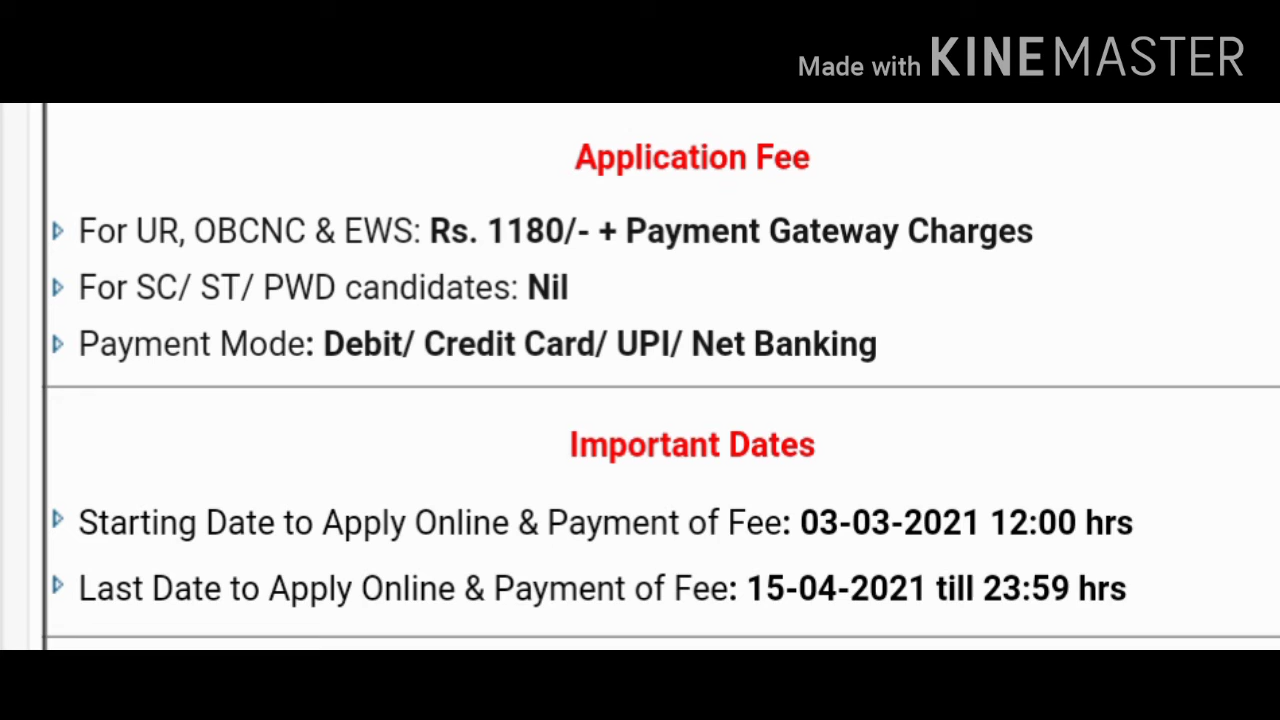 Made with KINEMASTER
Application Fee
For UR, OBCNC & EWS: Rs. 1180/- + Payment Gateway Charges
For SC/ ST/ PWD candidates: Nil
Payment Mode: Debit/ Credit Card/ UPI/ Net Banking
Important Dates
Starting Date to Apply Online & Payment of Fee: 03-03-2021 12:00 hrs
Last Date to Apply Online & Payment of Fee: 15-04-2021 till 23:59 hrs